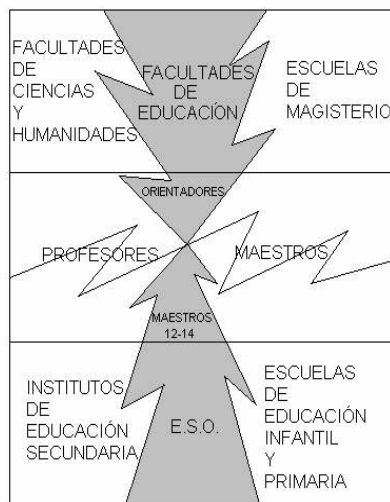 FACULTADES
DE
CIENCIAS
Y
HUMANIDADES
FACULTADES
DE
EDUCACIÓN
ESCUELAS
DE
MAGISTERIO
ORIENTADORES
PROFESORES
MAESTROS
MAESTROS
12-14
INSTITUTOS
DE
EDUCACIÓN
SECUNDARIA
E.S.O.
ESCUELAS
DE
EDUCACIÓN
INFANTIL
Y
PRIMARIA